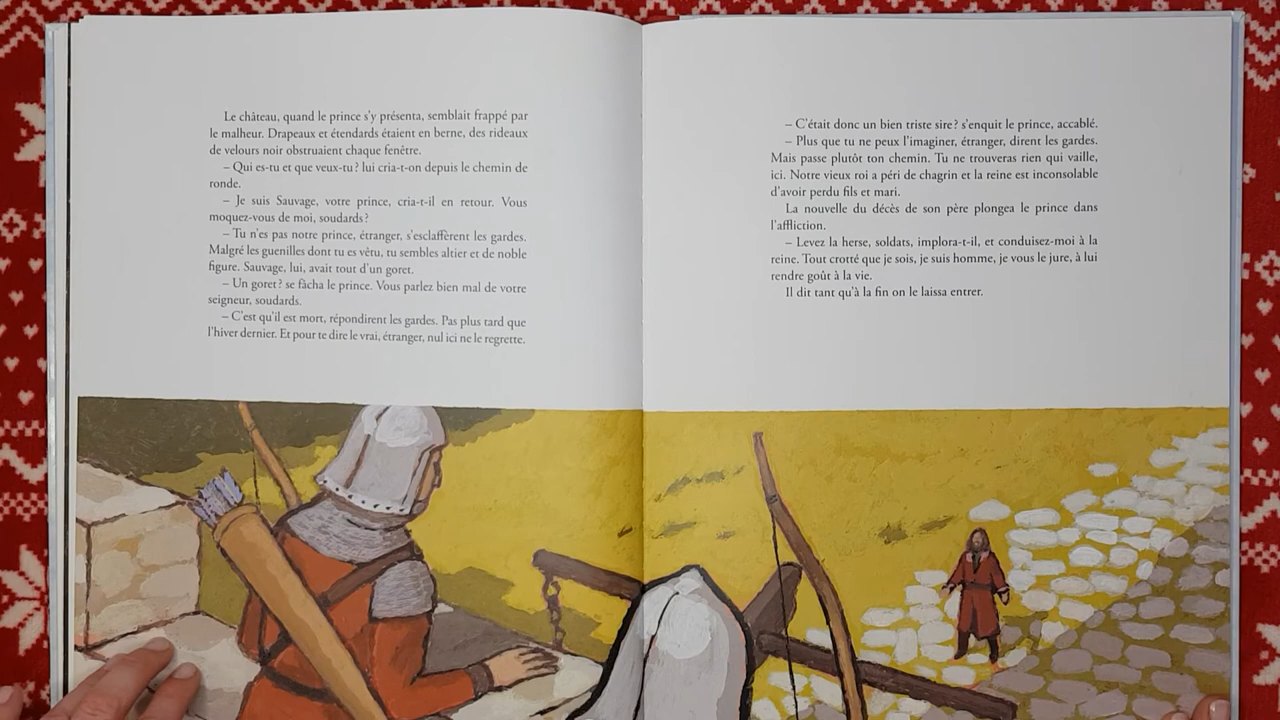 Le château, quand le prince s'y présenta, semblait frappé par
le malheur. Drapeaux et étendards étaient en berne, des rideaux
de velours noir obstruaient chaque fenêtre.
– Qui es-tu et que veux-tu ? lui cria-t-on depuis le chemin de
ronde.
– Je suis Sauvage, votre prince, cria-t-il en retour. Vous
moquez-vous de moi, soudards ?
– Tu n'es pas notre prince, étranger, s'esclaffèrent les gardes.
Malgré les guenilles dont tu es vêtu, tu sembles altier et de noble
figure. Sauvage, lui, avait tout d'un goret.
– Un goret ? se fâcha le prince. Vous parlez bien mal de votre
seigneur, soudards.
– C'est qu'il est mort, répondirent les gardes. Pas plus tard que
l'hiver dernier. Et pour te dire le vrai, étranger, nul ici ne le regrette.
– C'était donc un bien triste sire ? s'enquit le prince, accablé.
– Plus que tu ne peux l'imaginer, étranger, dirent les gardes.
Mais passe plutôt ton chemin. Tu ne trouveras rien qui vaille,
ici. Notre vieux roi a péri de chagrin et la reine est inconsolable
d'avoir perdu fils et mari.
La nouvelle du décès de son père plongea le prince dans
l'affliction.
– Levez la herse, soldats, implora-t-il, et conduisez-moi à la
reine. Tout crotté que je sois, je suis homme, je vous le jure, à lui
rendre goût à la vie.
Il dit tant qu'à la fin on le laissa entrer.